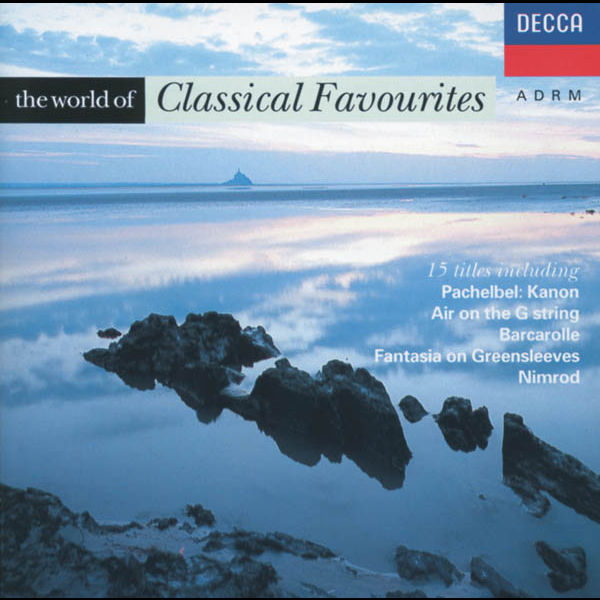 DECCA
ADRM
the world of Classical Favourites
15 titles including
Pachelbel: Kanon
Air on the G string
Barcarolle
Fantasia on Greensleeves
Nimrod